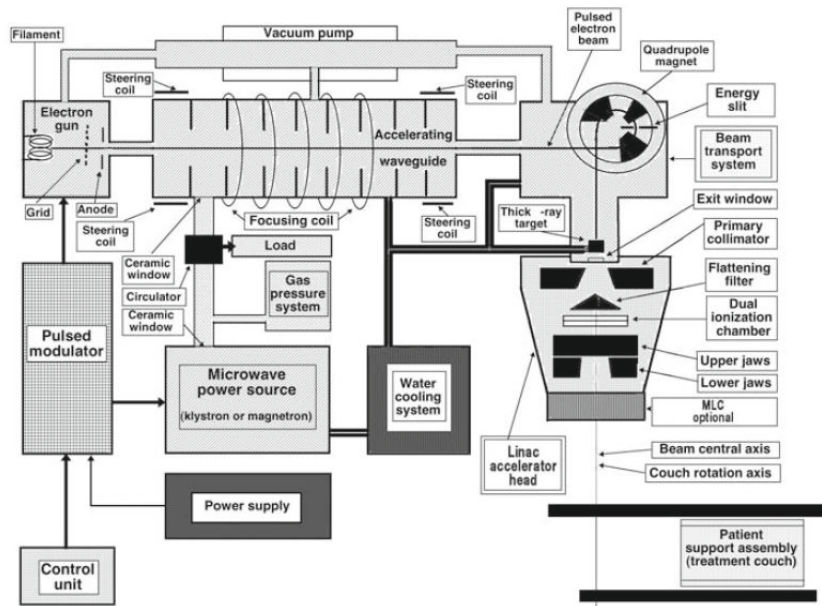 Filament
Vacuum pump
Pulsed
electron
beam
Quadrupole
magnet
Steering
coil
Steering
coil
Energy
slit
Electron
gun
Accelerating
waveguide
Beam
transport
system
Grid
Anode
Steering
coil
Focusing coil
Steering
coil
Thick -ray
target
Exit window
Primary
collimator
Ceramic
window
Load
Circulator
Gas
pressure
system
Flattening
filter
Ceramic
window
Dual
ionization
chamber
Pulsed
modulator
Microwave
power source
(klystron or magnetron)
Water
cooling
system
Upper jaws
Lower jaws
MLC
optional
Linac
accelerator
head
Beam central axis
Couch rotation axis
Power supply
Control
unit
Patient
support assembly
(treatment couch)